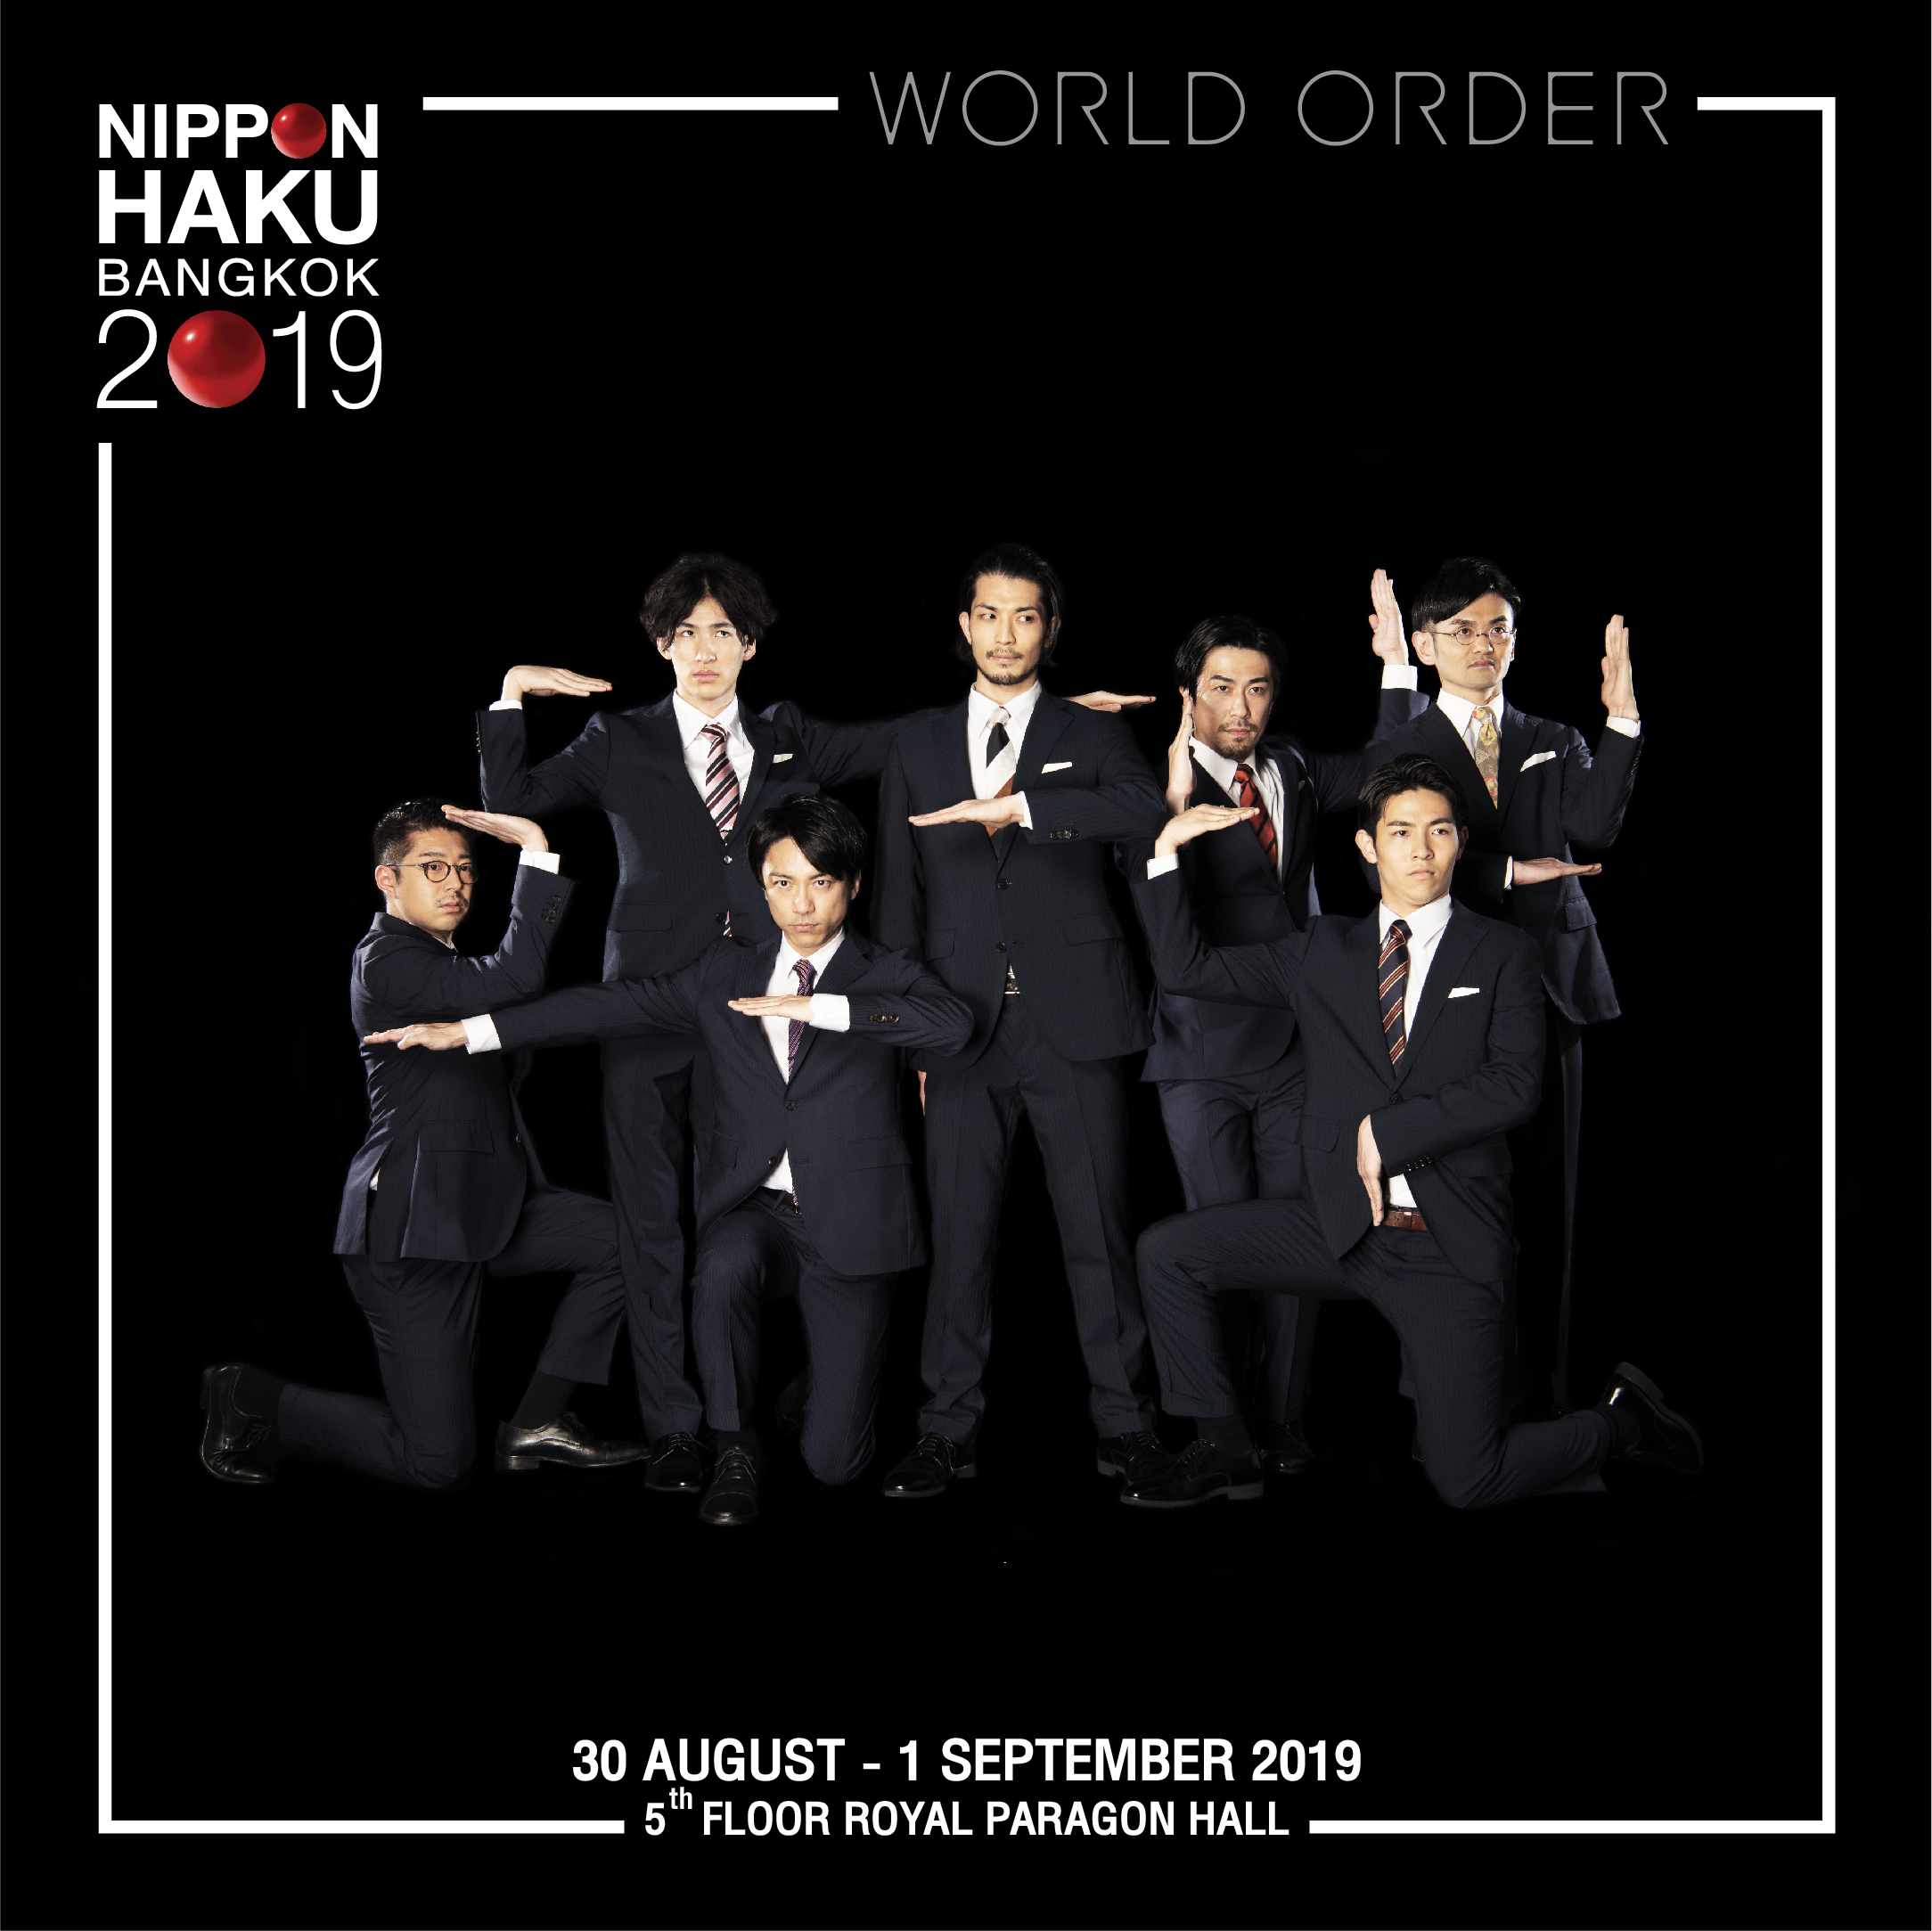 WORLD ORDER
NIPPON
HAKU
BANGKOK
2019
30 AUGUST - 1 SEPTEMBER 2019
5th FLOOR ROYAL PARAGON HALL